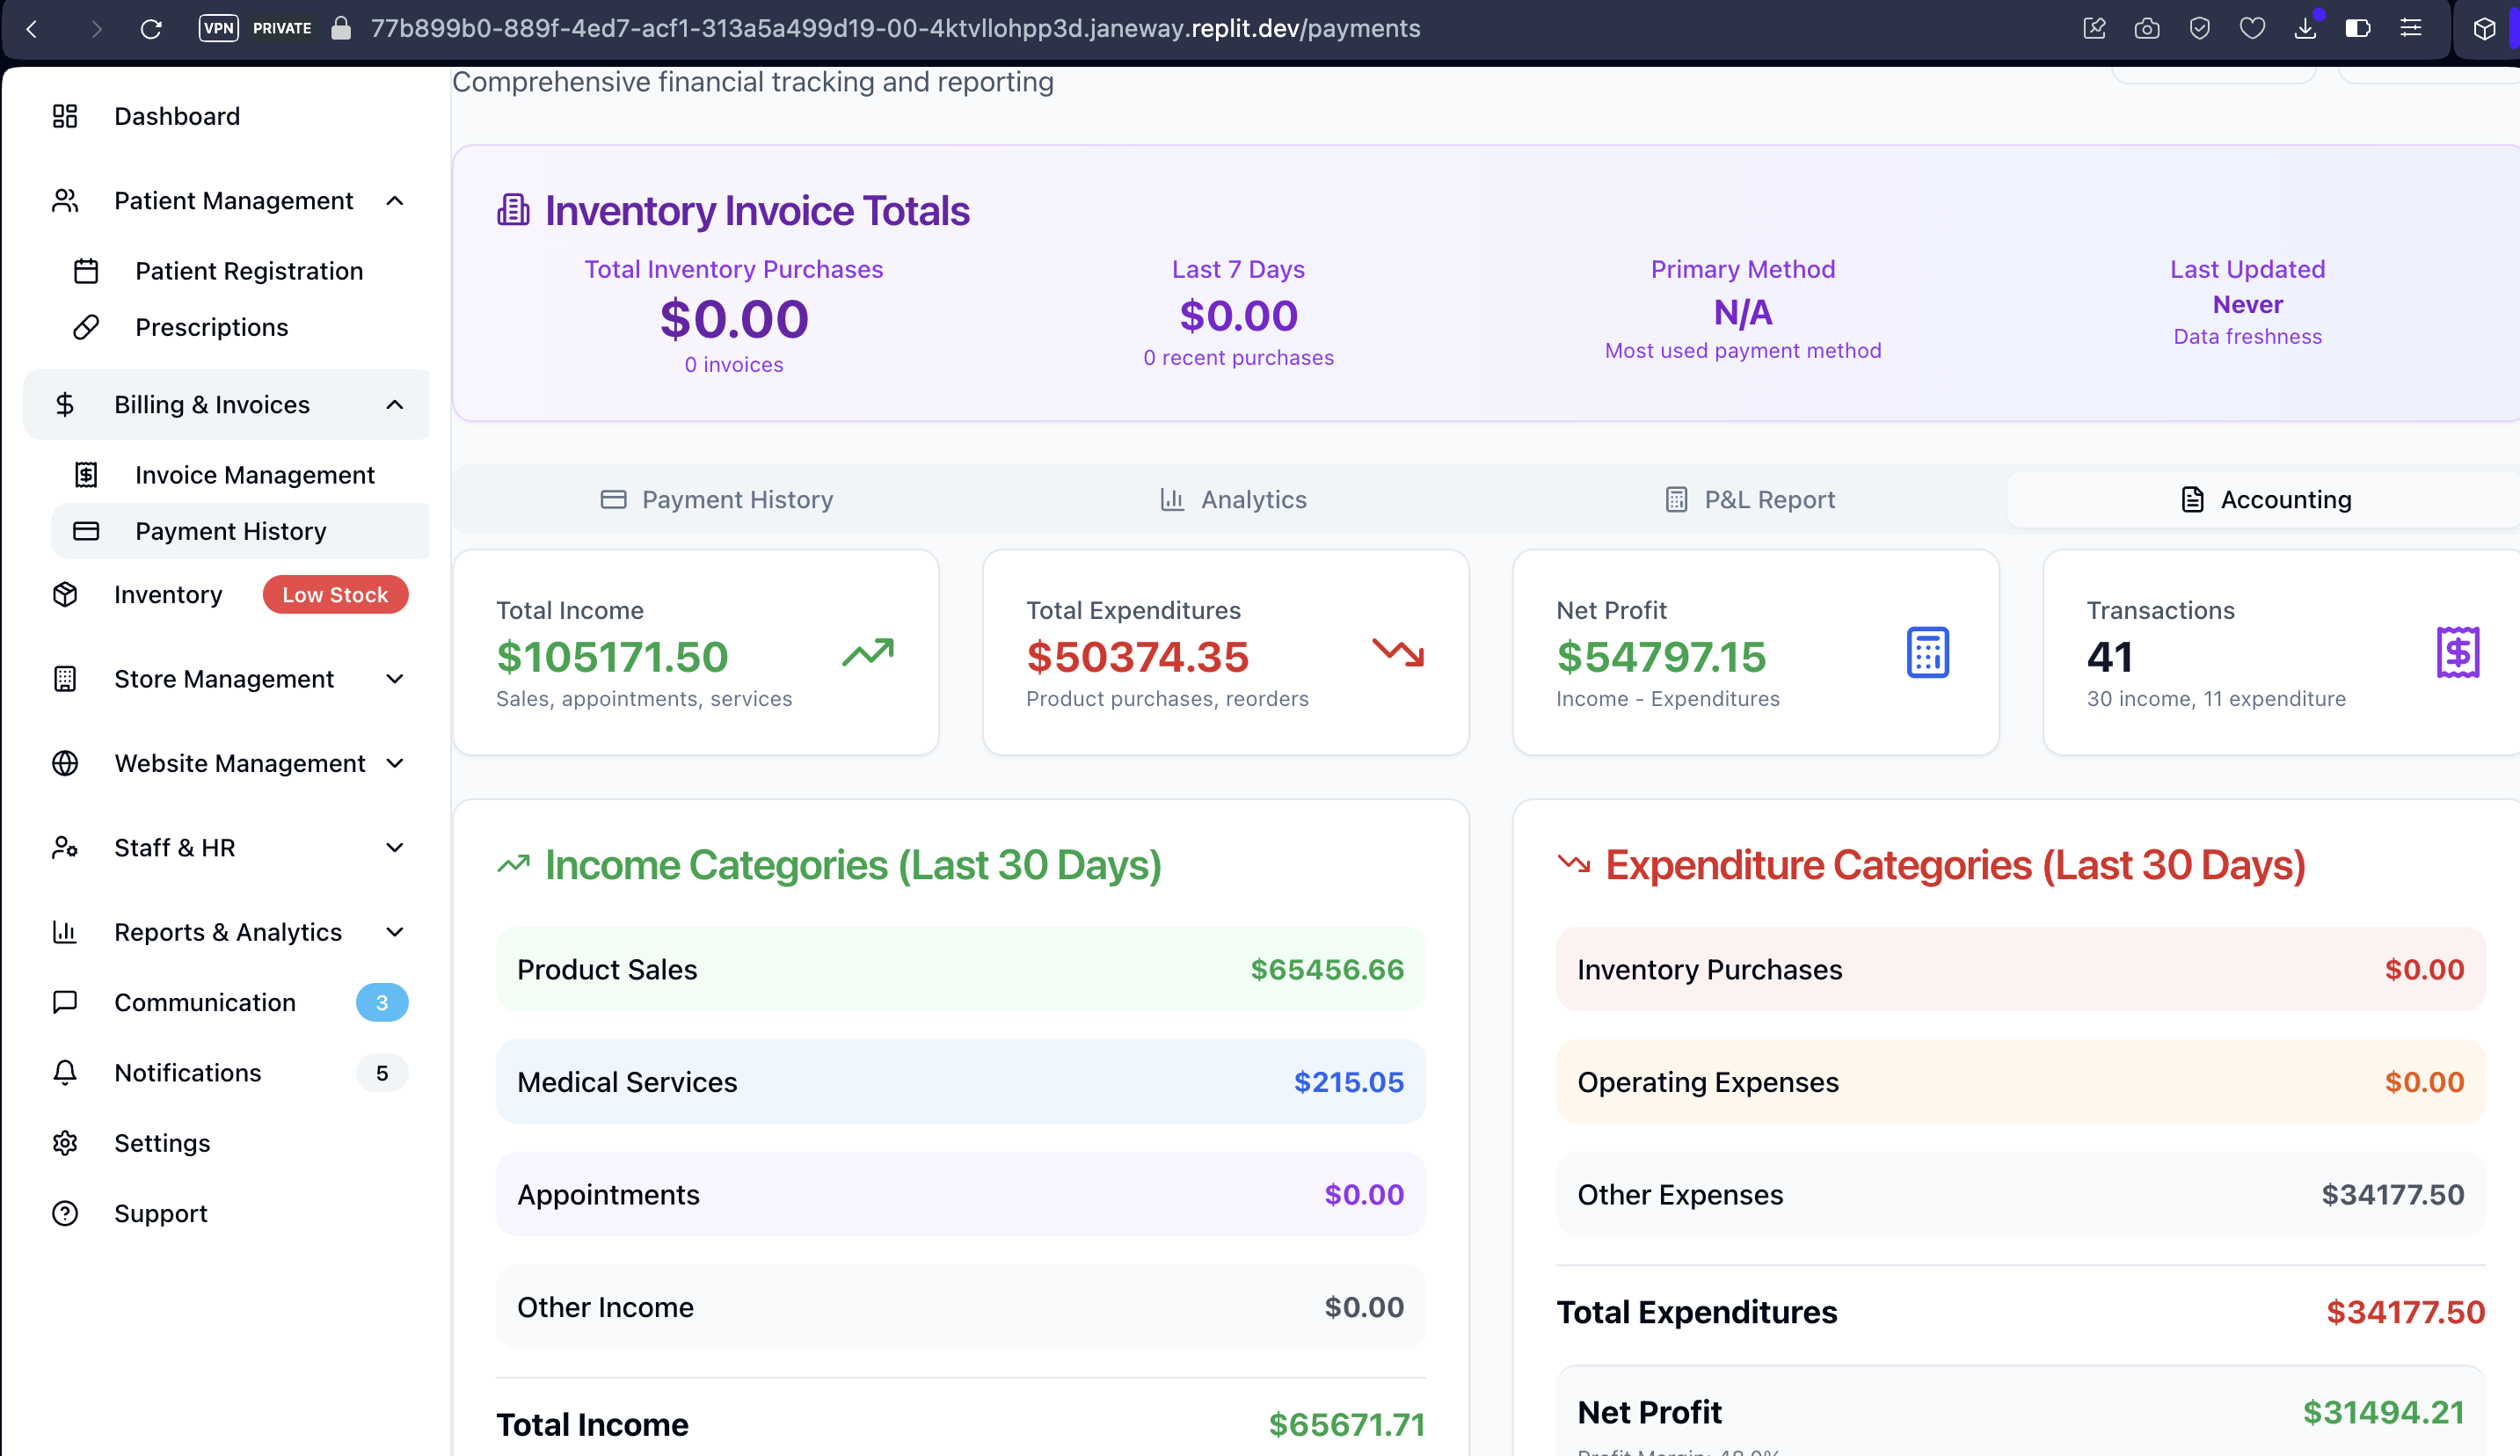 VPN PRIVATE 77b899b0-889f-4ed7-acf1-313a5a499d19-00-4ktvllohpp3d.janeway.replit.dev/payments
Dashboard
Patient Management
Patient Registration
Prescriptions
Billing & Invoices
Invoice Management
Payment History
Inventory Low Stock
Store Management
Website Management
Staff & HR
Reports & Analytics
Communication 3
Notifications 5
Settings
Support
Comprehensive financial tracking and reporting
Inventory Invoice Totals
Total Inventory Purchases
$0.00
0 invoices
Last 7 Days
$0.00
0 recent purchases
Primary Method
N/A
Most used payment method
Last Updated
Never
Data freshness
Payment History Analytics P&L Report Accounting
Total Income
$105171.50
Sales, appointments, services
Total Expenditures
$50374.35
Product purchases, reorders
Net Profit
$54797.15
Income - Expenditures
Transactions
41
30 income, 11 expenditure
Income Categories (Last 30 Days)
Product Sales $65456.66
Medical Services $215.05
Appointments $0.00
Other Income $0.00
Total Income $65671.71
Expenditure Categories (Last 30 Days)
Inventory Purchases $0.00
Operating Expenses $0.00
Other Expenses $34177.50
Total Expenditures $34177.50
Net Profit $31494.21
Profit Margin: 48.0%